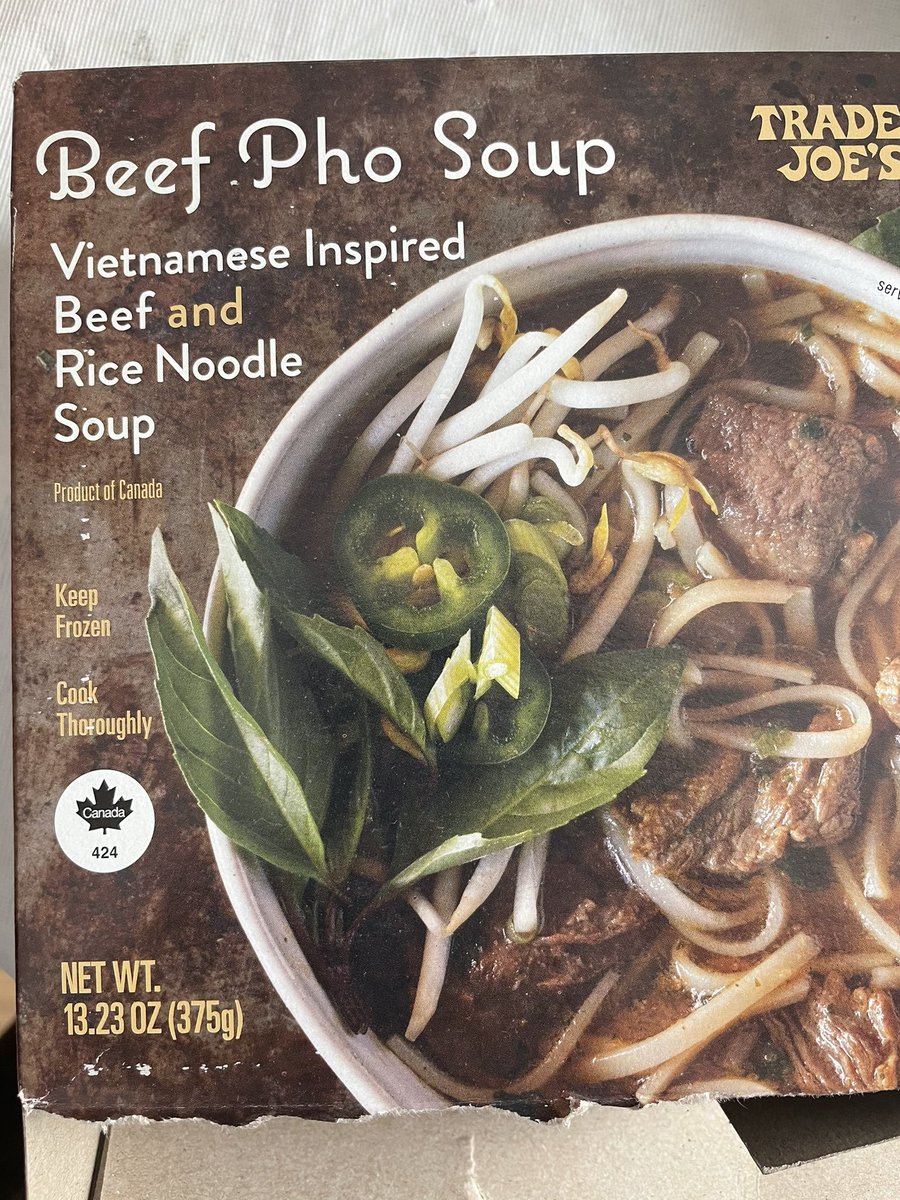 Beef Pho Soup
TRADE
JOE'S
Vietnamese Inspired
Beef and
Rice Noodle
Soup
Product of Canada
Keep
Frozen
Cook
Thoroughly
Canada
424
NET WT.
13.23 OZ (375g)